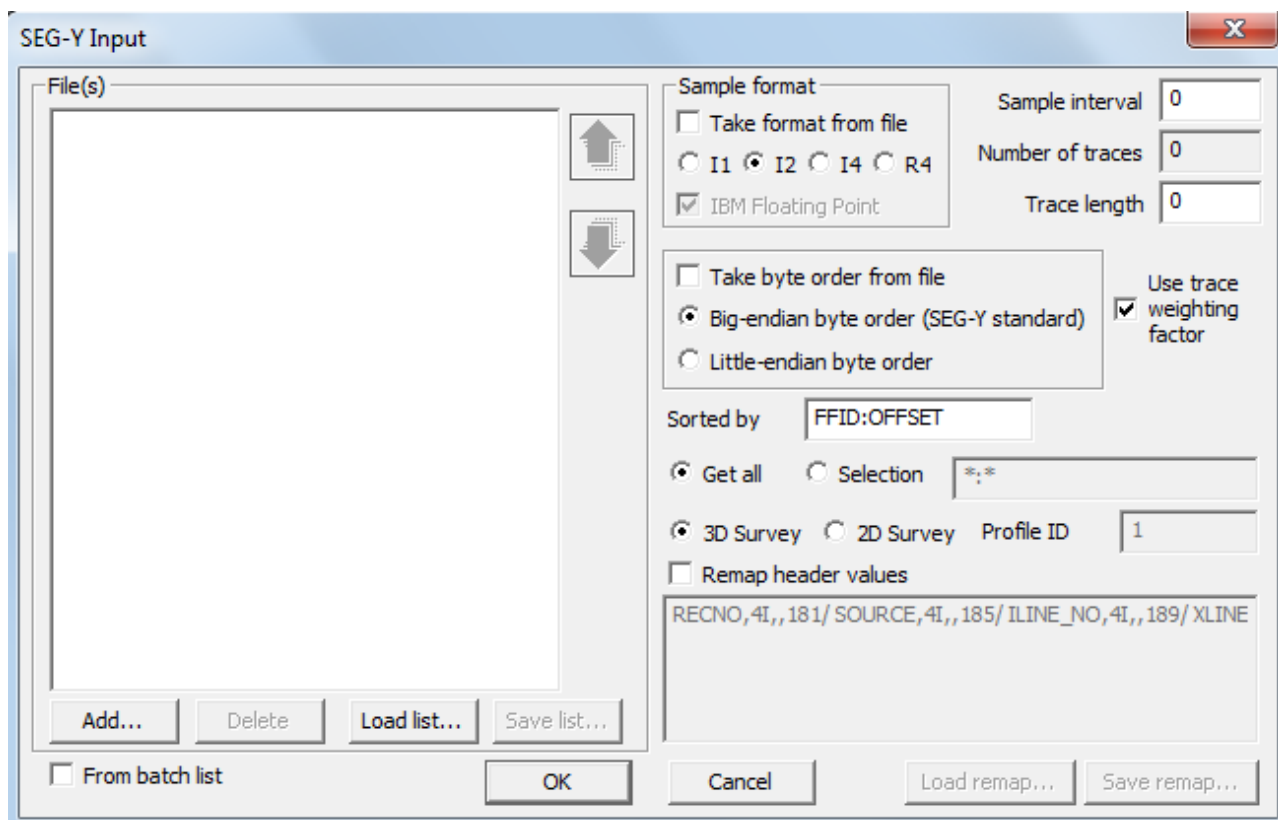 SEG-Y Input
X
File(s)
Sample format
Take format from file
I1 I2 I4 R4
IBM Floating Point
Sample interval 0
Number of traces 0
Trace length 0
Take byte order from file
Big-endian byte order (SEG-Y standard)
Little-endian byte order
Use trace
weighting
factor
Sorted by FFID:OFFSET
Get all Selection *:*
3D Survey 2D Survey Profile ID 1
Remap header values
RECNO,4I,,181/ SOURCE,4I,,185/ ILINE_NO,4I,,189/ XLINE
Add... Delete Load list... Save list...
From batch list OK Cancel Load remap... Save remap...